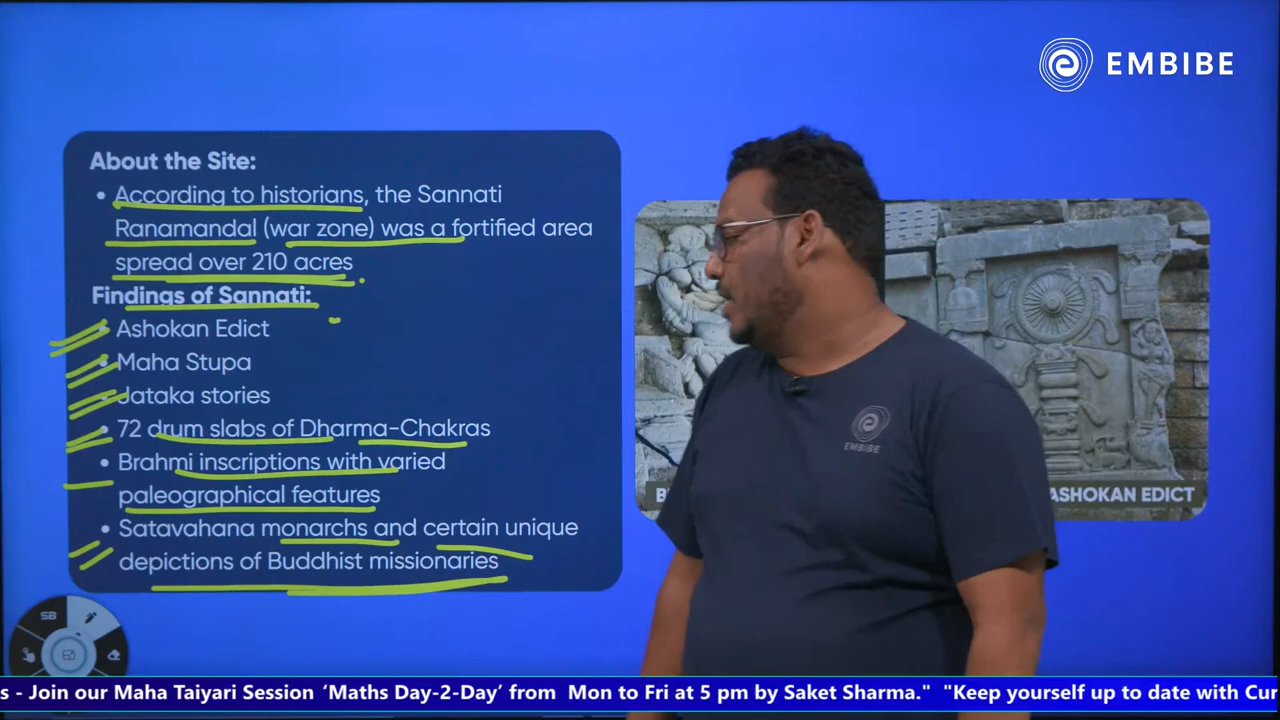 EMBIBE
About the Site:
• According to historians, the Sannati
Ranamandal (war zone) was a fortified area
spread over 210 acres
Findings of Sannati:
• Ashokan Edict
• Maha Stupa
• Jataka stories
• 72 drum slabs of Dharma-Chakras
• Brahmi inscriptions with varied
paleographical features
• Satavahana monarchs and certain unique
depictions of Buddhist missionaries
ASHOKAN EDICT
EMBIBE
SB
s - Join our Maha Taiyari Session ‘Maths Day-2-Day’ from Mon to Fri at 5 pm by Saket Sharma." "Keep yourself up to date with Cur